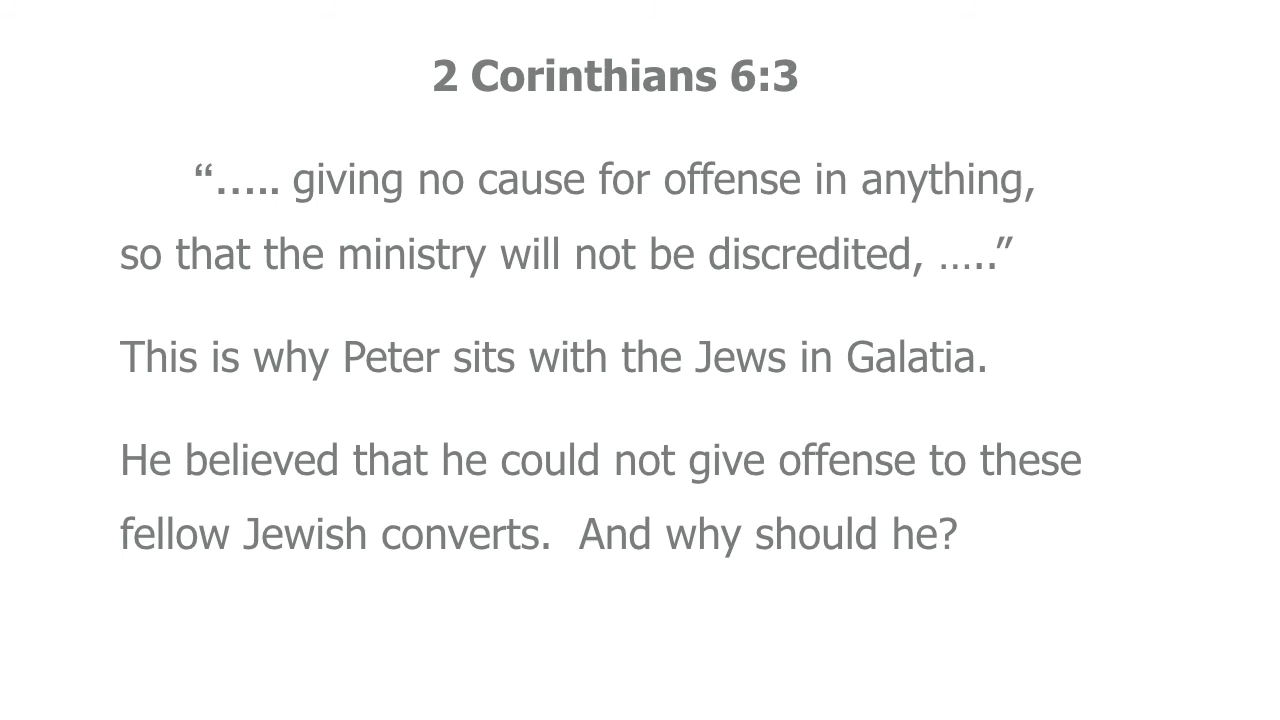 2 Corinthians 6:3
“….. giving no cause for offense in anything,
so that the ministry will not be discredited, …..”
This is why Peter sits with the Jews in Galatia.
He believed that he could not give offense to these
fellow Jewish converts.  And why should he?